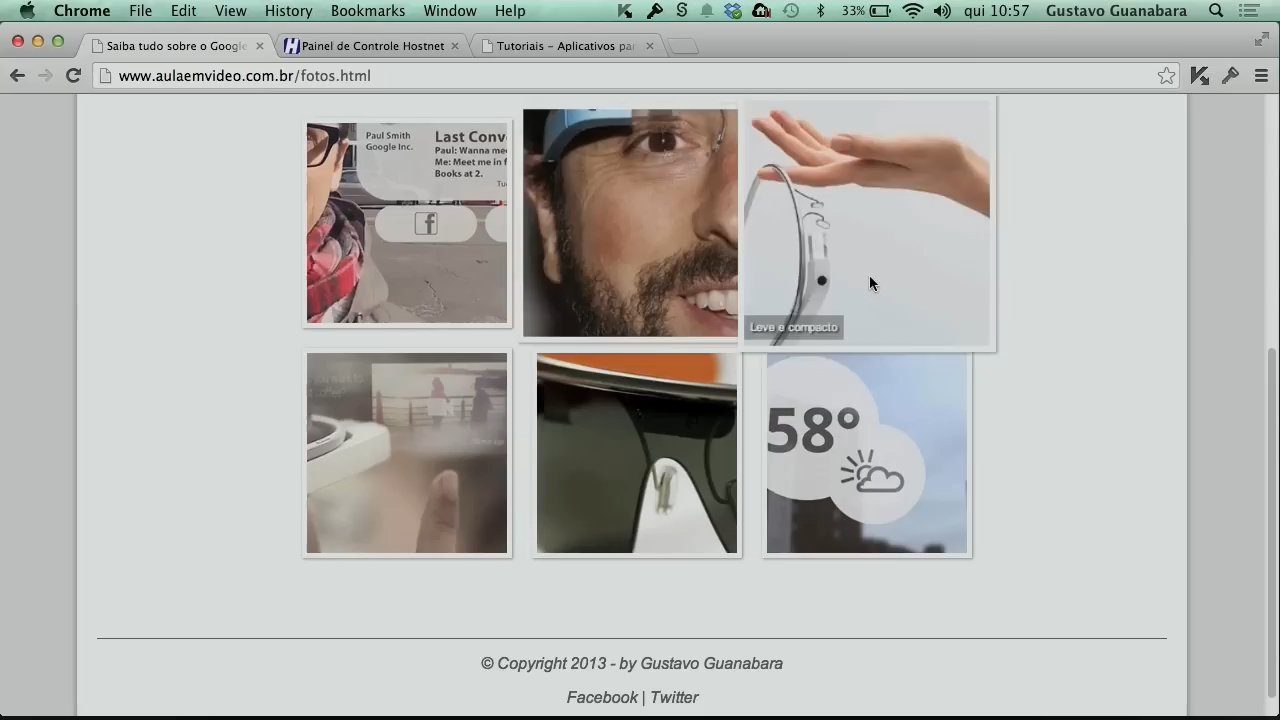 Chrome File Edit View History Bookmarks Window Help 33% qui 10:57 Gustavo Guanabara
Saiba tudo sobre o Google
Painel de Controle Hostnet
Tutoriais – Aplicativos par
www.aulaemvideo.com.br/fotos.html
Paul Smith
Google Inc.
Last Conv
Paul: Wanna me
Me: Meet me in f
Books at 2.
Tu
f
Leve e compacto
58°
© Copyright 2013 - by Gustavo Guanabara
Facebook | Twitter